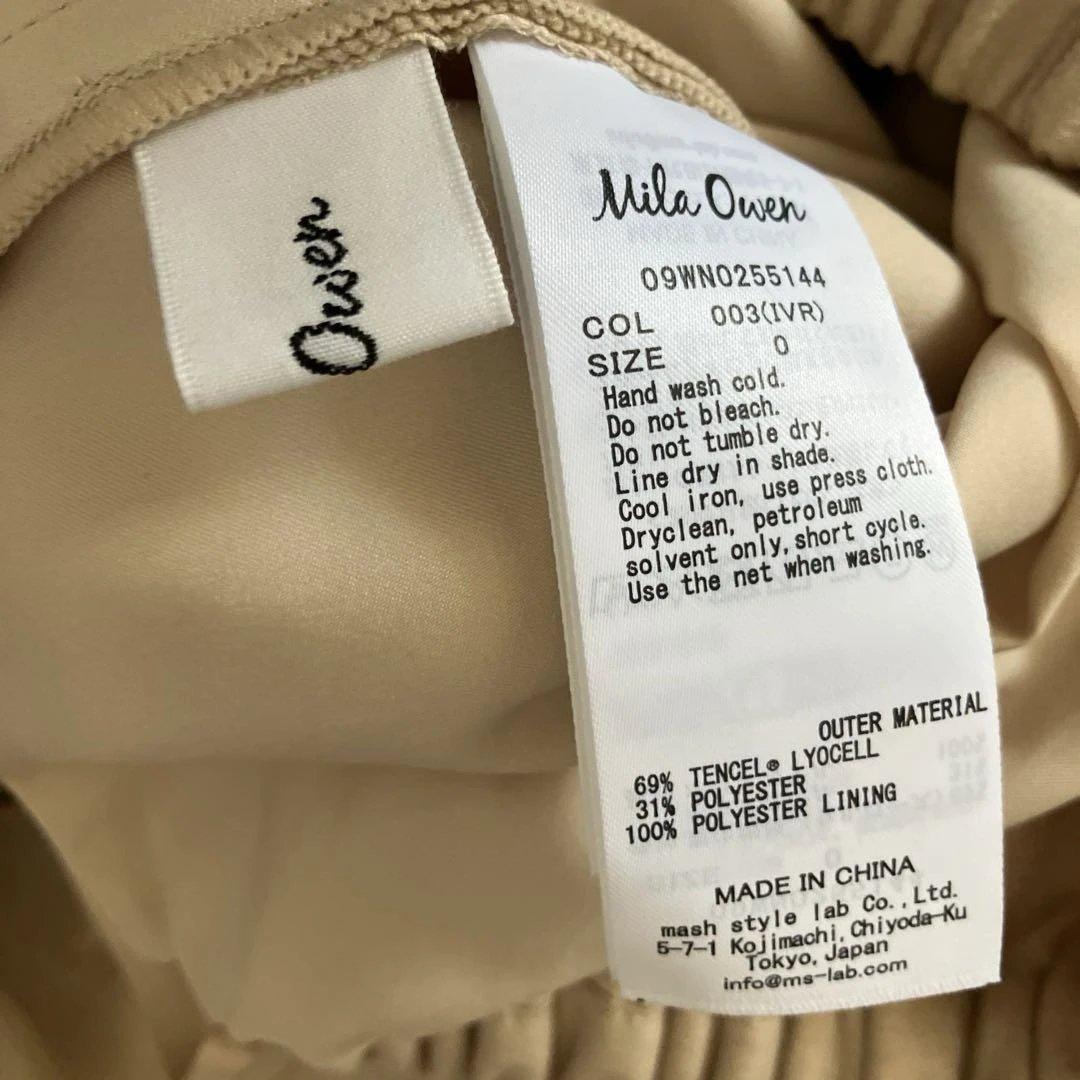 Owen
Mila Owen
09WN0255144
COL 003(IVR)
SIZE 0
Hand wash cold.
Do not bleach.
Do not tumble dry.
Line dry in shade.
Cool iron, use press cloth.
Dryclean, petroleum
solvent only, short cycle.
Use the net when washing.
OUTER MATERIAL
69% TENCEL® LYOCELL
31% POLYESTER
100% POLYESTER LINING
MADE IN CHINA
mash style lab Co.,Ltd.
5-7-1 Kojimachi, Chiyoda-Ku
Tokyo, Japan
info@ms-lab.com